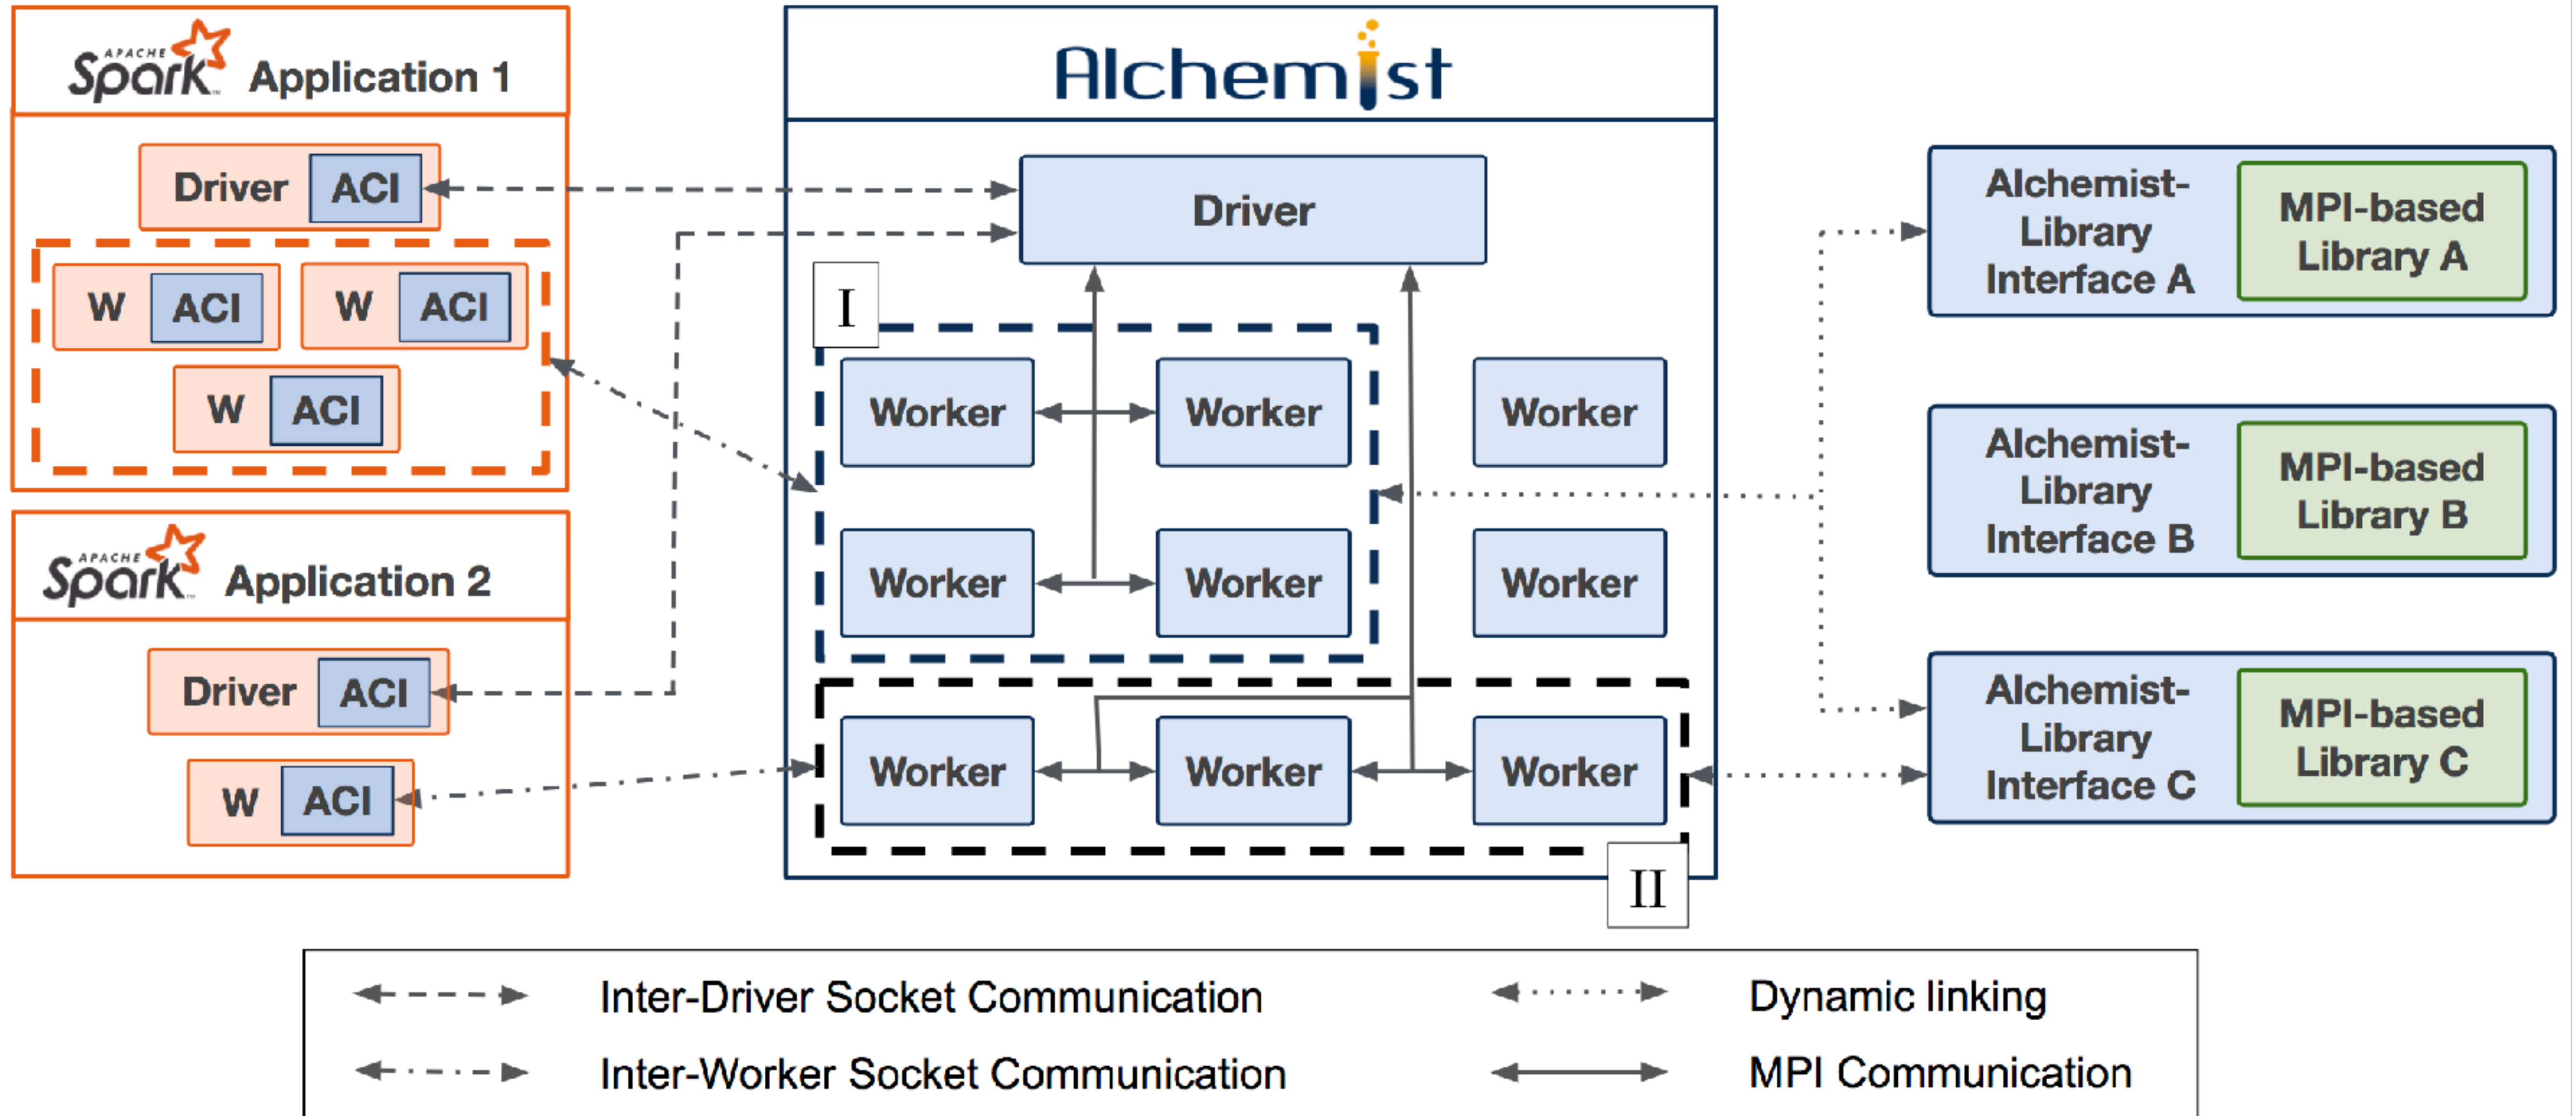 APACHE
Spark™ Application 1
Driver ACI
W ACI W ACI
W ACI
APACHE
Spark™ Application 2
Driver ACI
W ACI
Alchemist
Driver
I
Worker Worker Worker
Worker Worker Worker
Worker Worker Worker
II
Alchemist-
Library
Interface A
MPI-based
Library A
Alchemist-
Library
Interface B
MPI-based
Library B
Alchemist-
Library
Interface C
MPI-based
Library C
Inter-Driver Socket Communication
Inter-Worker Socket Communication
Dynamic linking
MPI Communication